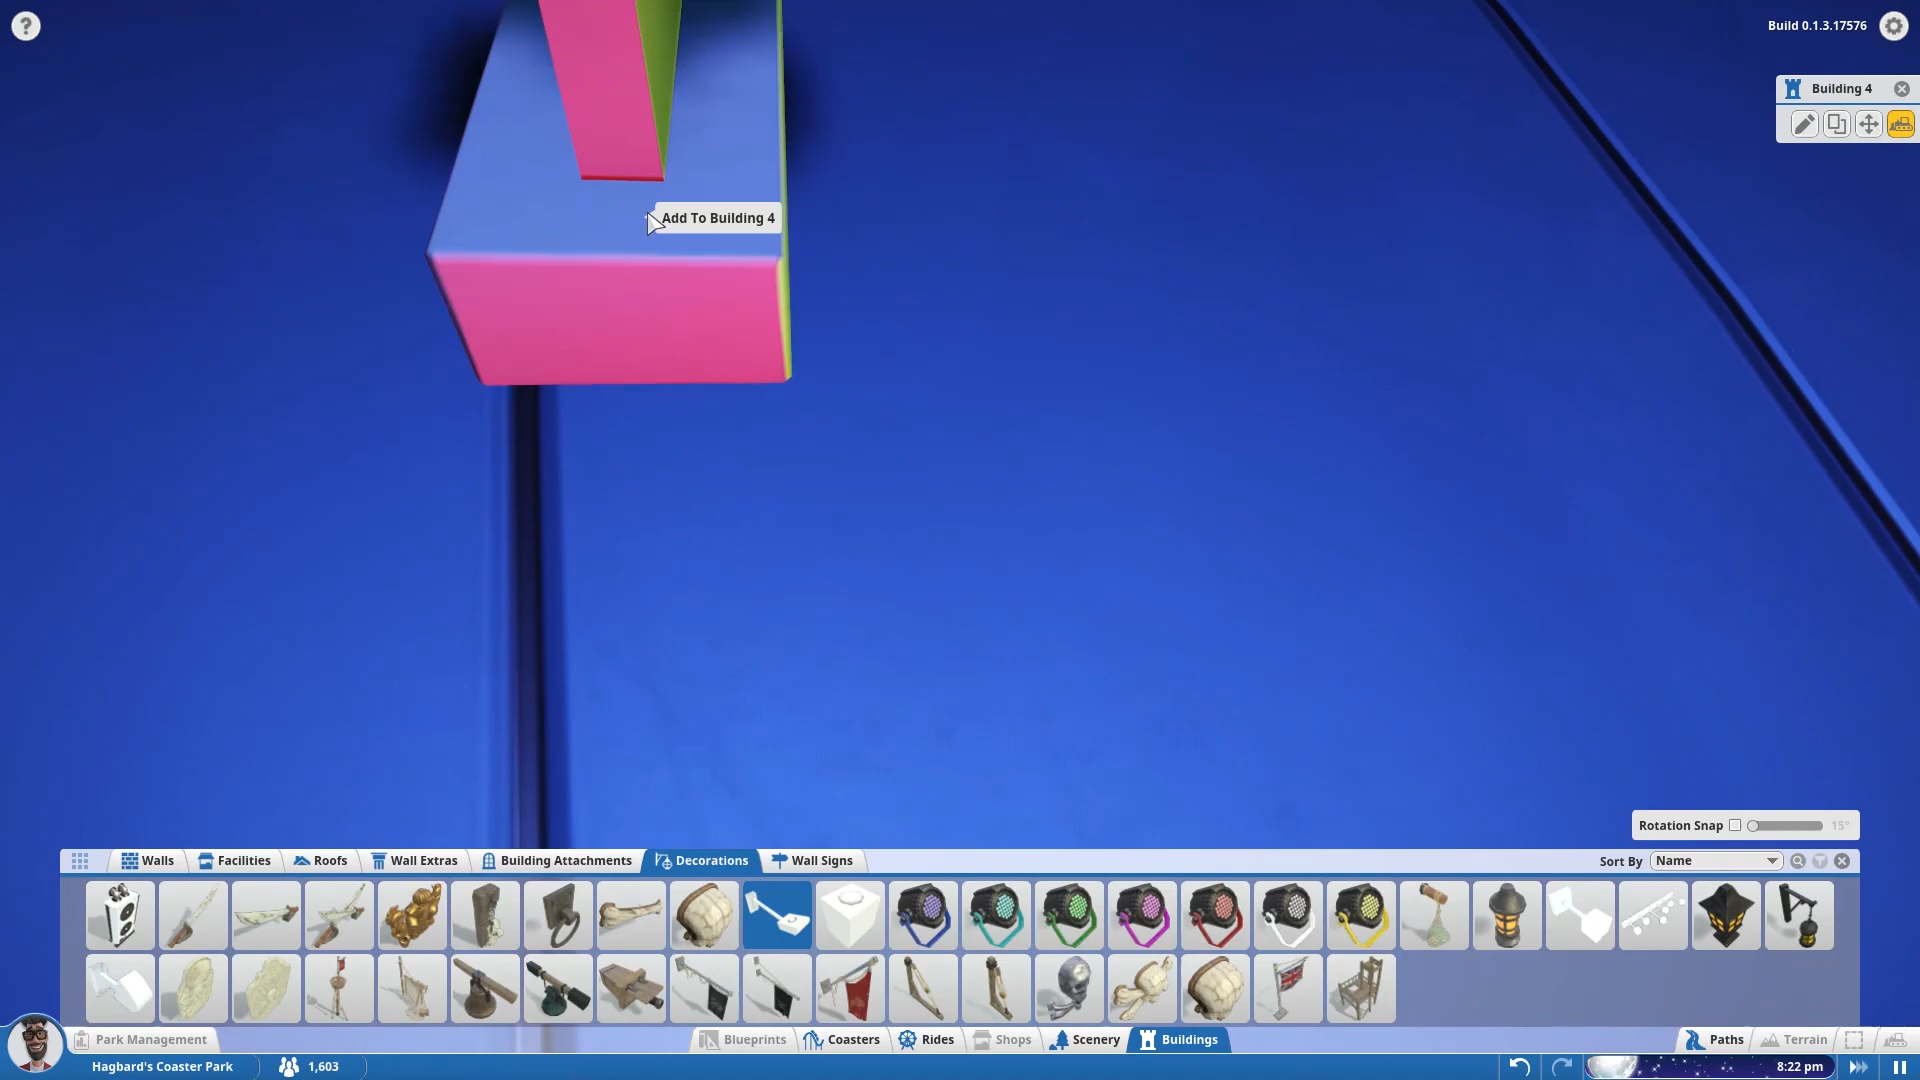 ?
Build 0.1.3.17576
Building 4
Add To Building 4
Rotation Snap 15°
Walls Facilities Roofs Wall Extras Building Attachments Decorations Wall Signs Sort By Name
Park Management Blueprints Coasters Rides Shops Scenery Buildings Paths Terrain
Hagbard's Coaster Park 1,603 8:22 pm